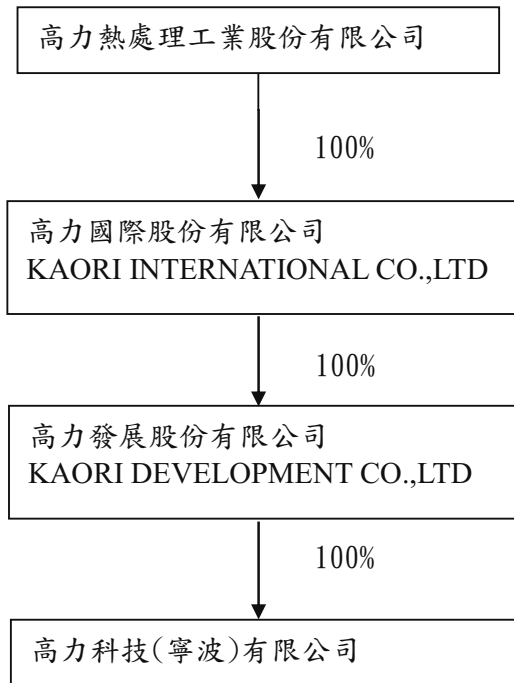 高力熱處理工業股份有限公司
100%
高力國際股份有限公司
KAORI INTERNATIONAL CO.,LTD
100%
高力發展股份有限公司
KAORI DEVELOPMENT CO.,LTD
100%
高力科技(寧波)有限公司